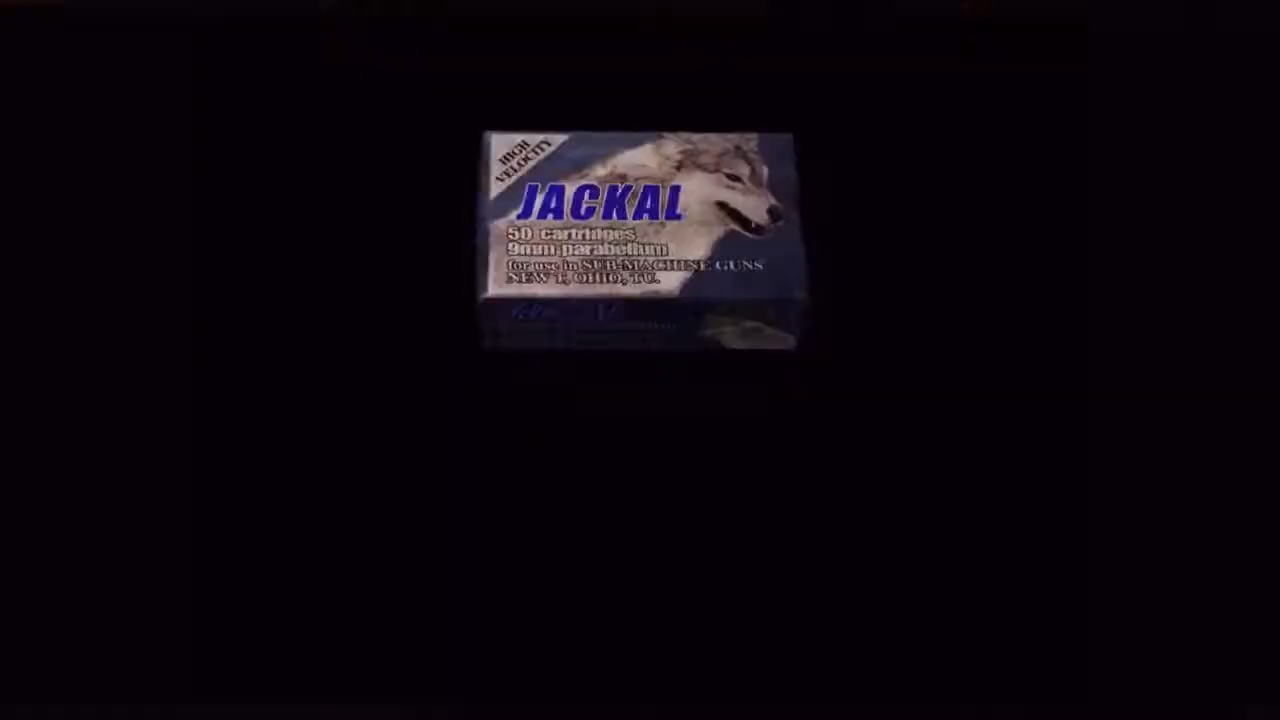 HIGH
VELOCITY
JACKAL
50 cartridges
9mm parabellum
for use in SUB-MACHINE GUNS
NEW T, OHIO, TU.